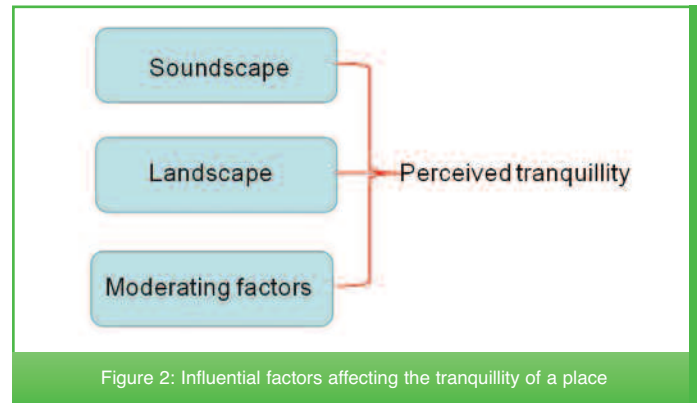 Soundscape
Landscape
Perceived tranquillity
Moderating factors
Figure 2: Influential factors affecting the tranquillity of a place